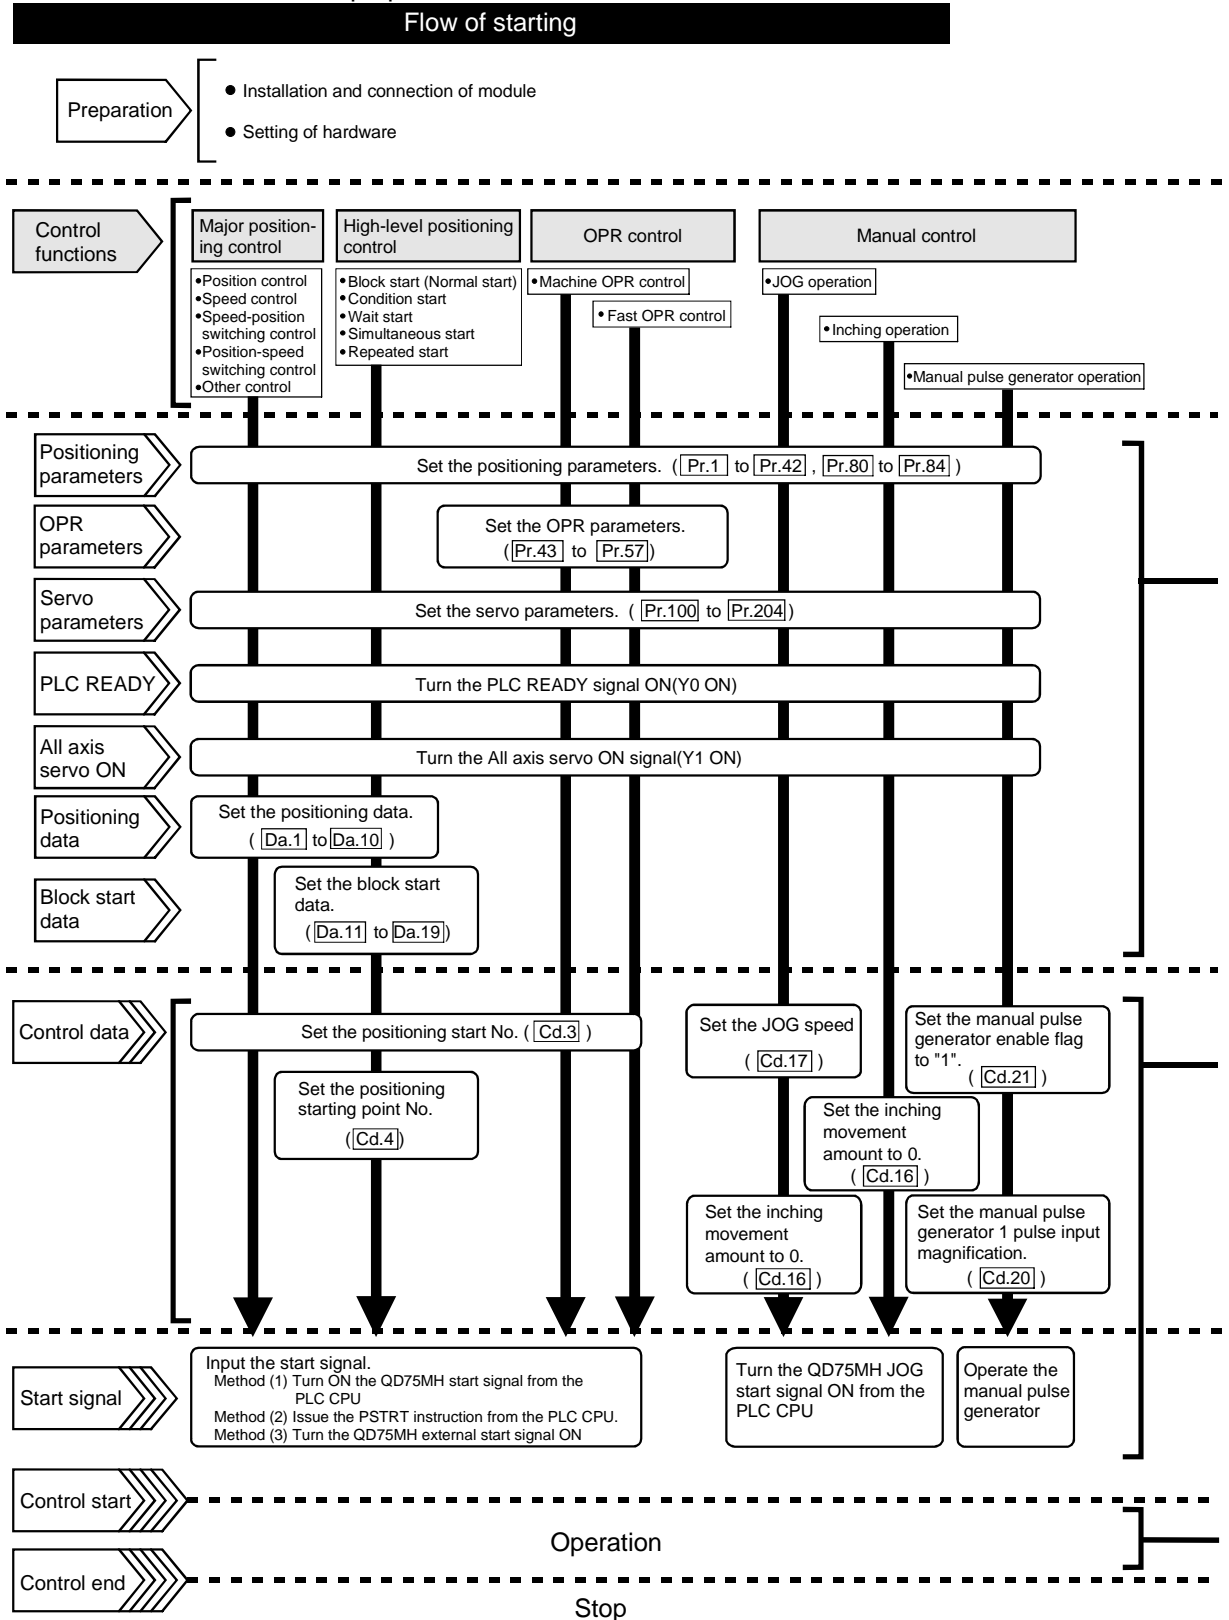 Flow of starting
Preparation
● Installation and connection of module
● Setting of hardware
Control
functions
Major position-
ing control
High-level positioning
control
OPR control
Manual control
•Position control
•Speed control
•Speed-position
switching control
•Position-speed
switching control
•Other control
•Block start (Normal start)
•Condition start
•Wait start
•Simultaneous start
•Repeated start
•Machine OPR control
• Fast OPR control
•JOG operation
•Inching operation
•Manual pulse generator operation
Positioning
parameters
Set the positioning parameters. ( Pr.1 to Pr.42 , Pr.80 to Pr.84 )
OPR
parameters
Set the OPR parameters.
( Pr.43 to Pr.57 )
Servo
parameters
Set the servo parameters. ( Pr.100 to Pr.204 )
PLC READY
Turn the PLC READY signal ON(Y0 ON)
All axis
servo ON
Turn the All axis servo ON signal(Y1 ON)
Positioning
data
Set the positioning data.
( Da.1 to Da.10 )
Block start
data
Set the block start
data.
( Da.11 to Da.19 )
Control data
Set the positioning start No. ( Cd.3 )
Set the positioning
starting point No.
( Cd.4 )
Set the JOG speed
( Cd.17 )
Set the manual pulse
generator enable flag
to "1".
( Cd.21 )
Set the inching
movement
amount to 0.
( Cd.16 )
Set the inching
movement
amount to 0.
( Cd.16 )
Set the manual pulse
generator 1 pulse input
magnification.
( Cd.20 )
Start signal
Input the start signal.
Method (1) Turn ON the QD75MH start signal from the
PLC CPU
Method (2) Issue the PSTRT instruction from the PLC CPU.
Method (3) Turn the QD75MH external start signal ON
Turn the QD75MH JOG
start signal ON from the
PLC CPU
Operate the
manual pulse
generator
Control start
Operation
Control end
Stop